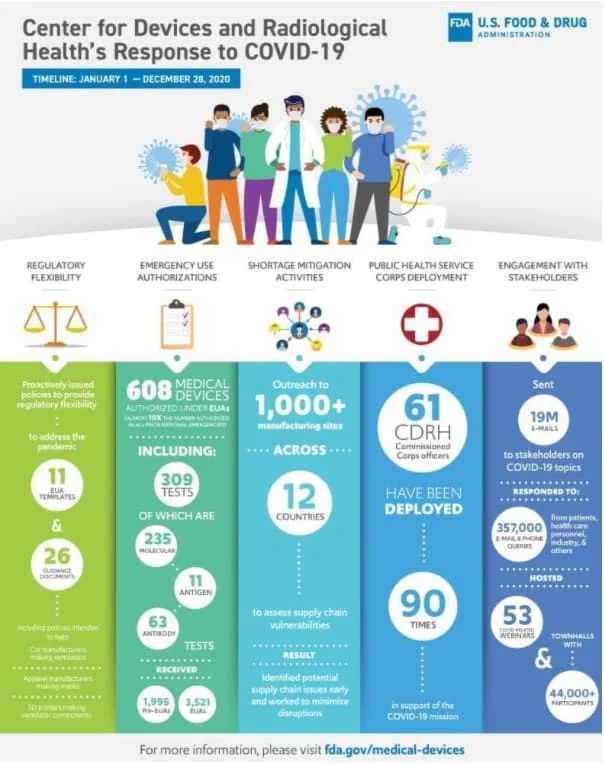 Center for Devices and Radiological
Health's Response to COVID-19
FDA
U.S. FOOD & DRUG
ADMINISTRATION
TIMELINE: JANUARY 1 — DECEMBER 28, 2020
REGULATORY
FLEXIBILITY
Proactively issued
policies to provide
regulatory flexibility
to address the
pandemic
11
EUA
TEMPLATES
&
26
GUIDANCE
DOCUMENTS
Including policies intended
to help
Car manufacturers
making ventilators
Apparel manufacturers
making masks
3D printers making
ventilator components
EMERGENCY USE
AUTHORIZATIONS
608 MEDICAL
DEVICES
AUTHORIZED UNDER EUAs
(ALMOST 10X THE NUMBER AUTHORIZED
IN ALL PRIOR NATIONAL EMERGENCIES)
INCLUDING:
309
TESTS
OF WHICH ARE
235
MOLECULAR
11
ANTIGEN
63
ANTIBODY
TESTS
RECEIVED
1,995
Pre-EUAs
3,521
EUAs
SHORTAGE MITIGATION
ACTIVITIES
Outreach to
1,000+
manufacturing sites
ACROSS
12
COUNTRIES
to assess supply chain
vulnerabilities
RESULT
Identified potential
supply chain issues early
and worked to minimize
disruptions
PUBLIC HEALTH SERVICE
CORPS DEPLOYMENT
61
CDRH
Commissioned
Corps officers
HAVE BEEN
DEPLOYED
90
TIMES
in support of the
COVID-19 mission
ENGAGEMENT WITH
STAKEHOLDERS
Sent
19M
E-MAILS
to stakeholders on
COVID-19 topics
RESPONDED TO:
357,000
E-MAIL & PHONE
QUERIES
from patients,
health care
personnel,
industry, &
others
HOSTED
53
COVID-RELATED
WEBINARS
&
TOWNHALLS
WITH
44,000+
PARTICIPANTS
For more information, please visit fda.gov/medical-devices